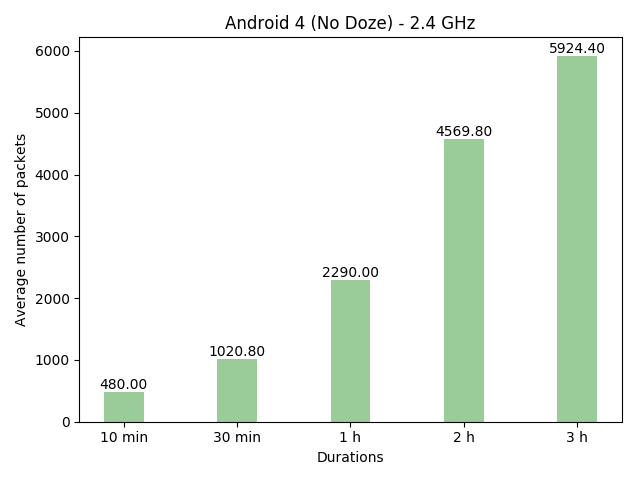 Android 4 (No Doze) - 2.4 GHz
6000
5000
4000
3000
2000
1000
0
Average number of packets
480.00
1020.80
2290.00
4569.80
5924.40
10 min
30 min
1 h
2 h
3 h
Durations